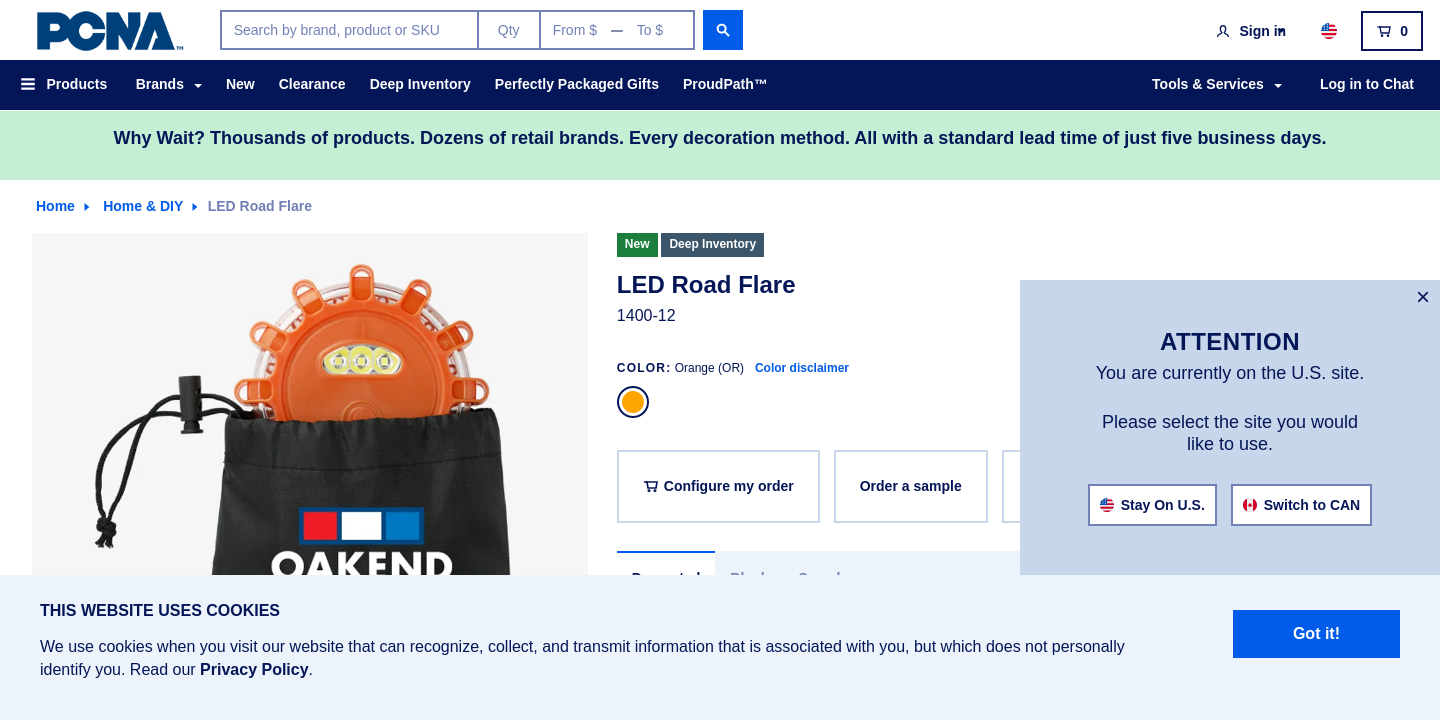 PCNA™
Search by brand, product or SKU
Qty
From $ — To $
Sign in
0
Products
Brands
New
Clearance
Deep Inventory
Perfectly Packaged Gifts
ProudPath™
Tools & Services
Log in to Chat
Why Wait? Thousands of products. Dozens of retail brands. Every decoration method. All with a standard lead time of just five business days.
Home
Home & DIY
LED Road Flare
New
Deep Inventory
LED Road Flare
1400-12
COLOR: Orange (OR) Color disclaimer
Configure my order
Order a sample
OAKEND
×
ATTENTION
You are currently on the U.S. site.
Please select the site you would
like to use.
Stay On U.S.
Switch to CAN
THIS WEBSITE USES COOKIES
We use cookies when you visit our website that can recognize, collect, and transmit information that is associated with you, but which does not personally
identify you. Read our Privacy Policy.
Got it!